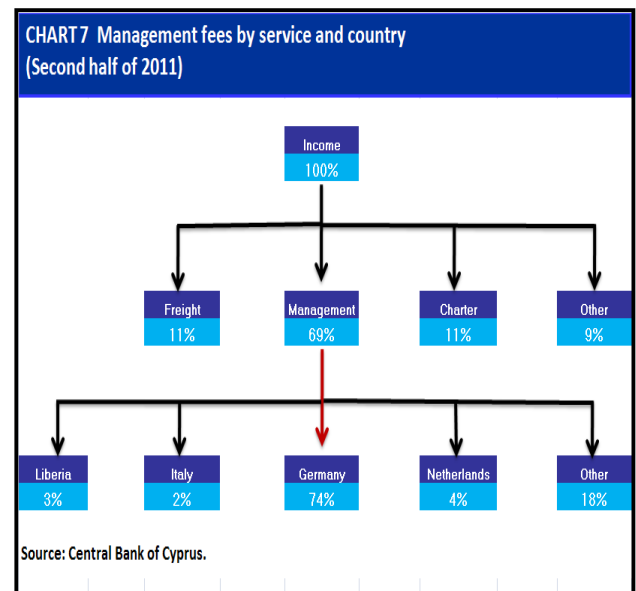 CHART 7 Management fees by service and country
(Second half of 2011)
Income
100%
Freight Management Charter Other
11% 69% 11% 9%
Liberia Italy Germany Netherlands Other
3% 2% 74% 4% 18%
Source: Central Bank of Cyprus.